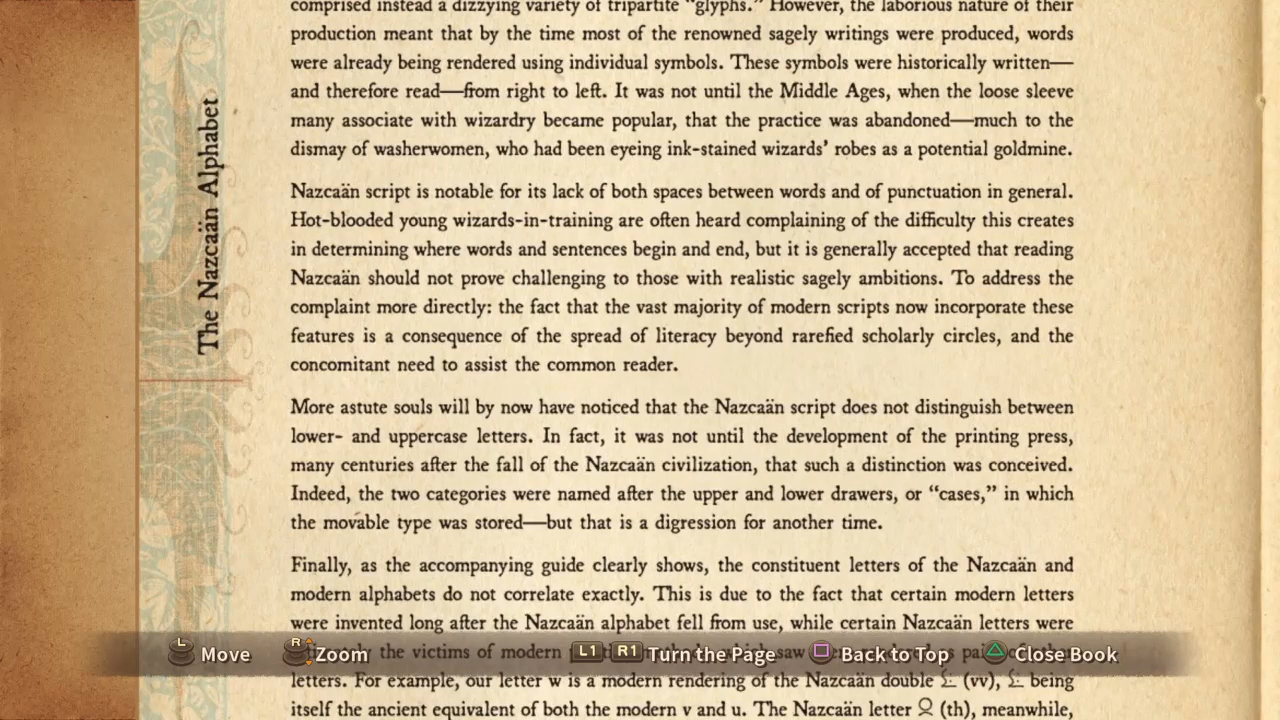 The Nazcaän Alphabet
comprised instead a dizzying variety of tripartite “glyphs.” However, the laborious nature of their
production meant that by the time most of the renowned sagely writings were produced, words
were already being rendered using individual symbols. These symbols were historically written—
and therefore read—from right to left. It was not until the Middle Ages, when the loose sleeve
many associate with wizardry became popular, that the practice was abandoned—much to the
dismay of washerwomen, who had been eyeing ink-stained wizards’ robes as a potential goldmine.
Nazcaän script is notable for its lack of both spaces between words and of punctuation in general.
Hot-blooded young wizards-in-training are often heard complaining of the difficulty this creates
in determining where words and sentences begin and end, but it is generally accepted that reading
Nazcaän should not prove challenging to those with realistic sagely ambitions. To address the
complaint more directly: the fact that the vast majority of modern scripts now incorporate these
features is a consequence of the spread of literacy beyond rarefied scholarly circles, and the
concomitant need to assist the common reader.
More astute souls will by now have noticed that the Nazcaän script does not distinguish between
lower- and uppercase letters. In fact, it was not until the development of the printing press,
many centuries after the fall of the Nazcaän civilization, that such a distinction was conceived.
Indeed, the two categories were named after the upper and lower drawers, or “cases,” in which
the movable type was stored—but that is a digression for another time.
Finally, as the accompanying guide clearly shows, the constituent letters of the Nazcaän and
modern alphabets do not correlate exactly. This is due to the fact that certain modern letters
were invented long after the Nazcaän alphabet fell from use, while certain Nazcaän letters were
the victims of modern saw
letters. For example, our letter w is a modern rendering of the Nazcaän double (vv), being
itself the ancient equivalent of both the modern v and u. The Nazcaän letter (th), meanwhile,
L Move R Zoom L1 R1 Turn the Page Back to Top Close Book